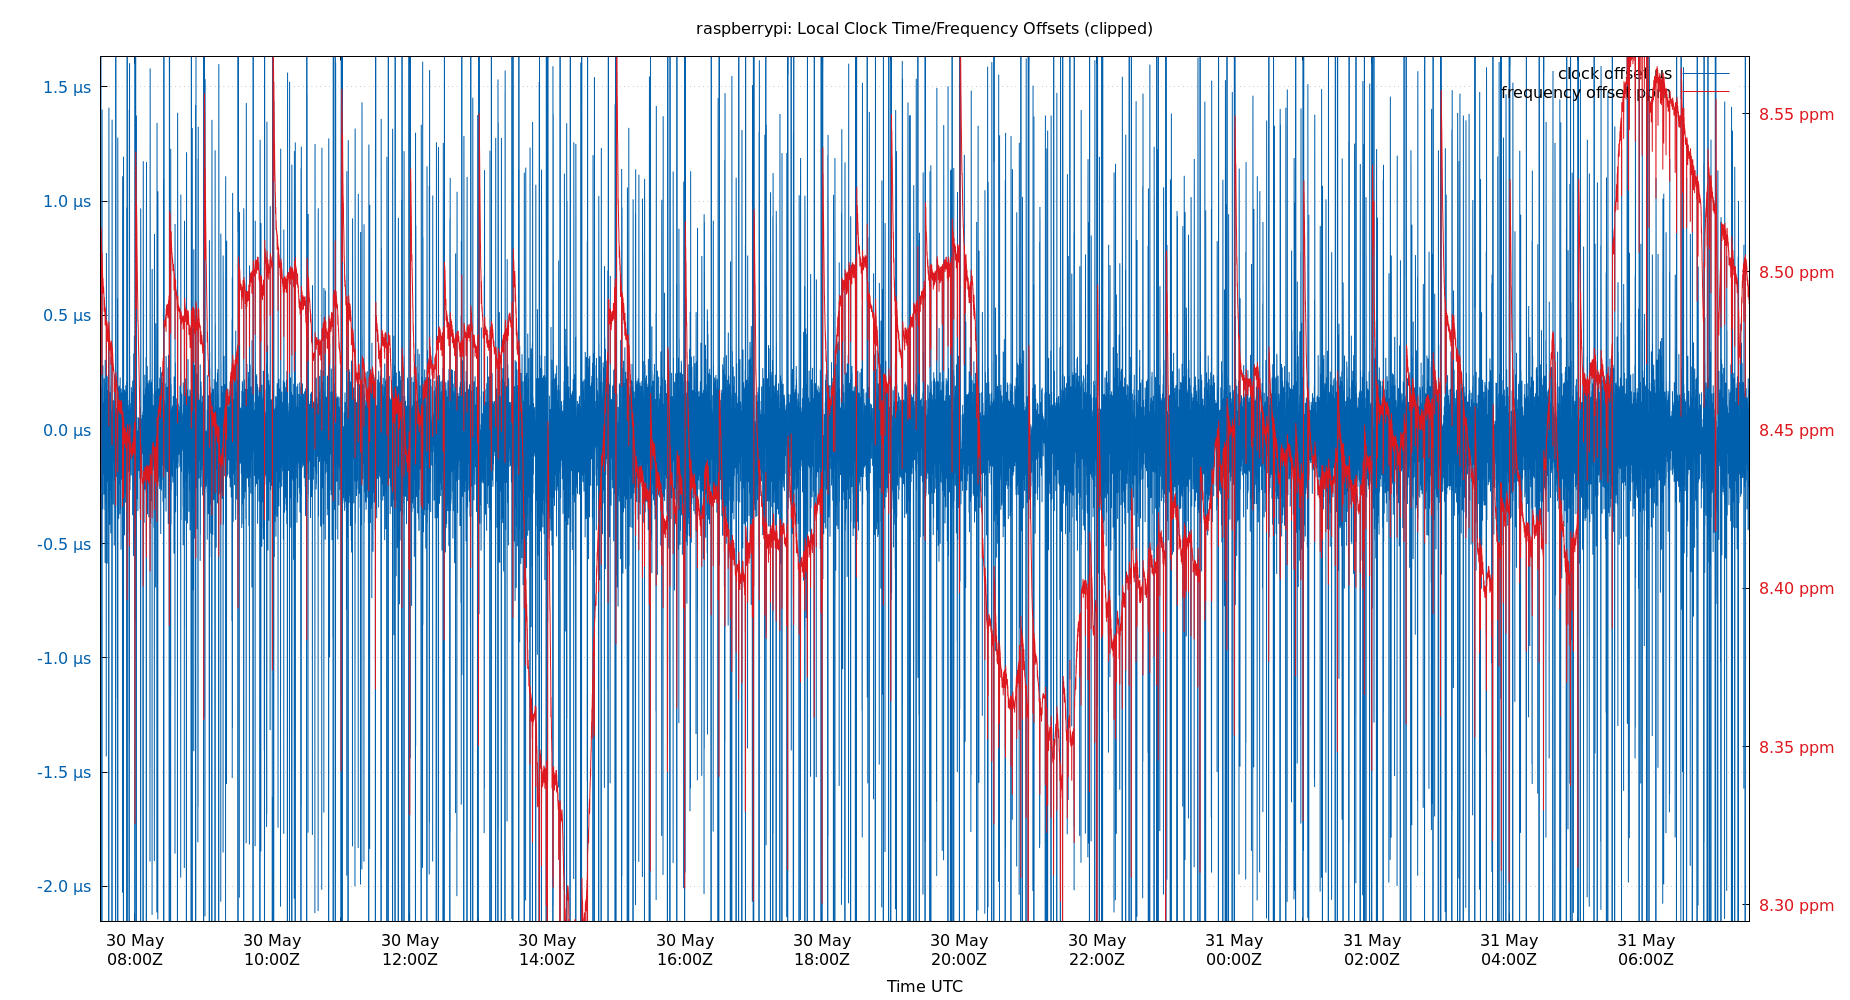 raspberrypi: Local Clock Time/Frequency Offsets (clipped)
clock offset µs
frequency offset ppm
1.5 µs
1.0 µs
0.5 µs
0.0 µs
-0.5 µs
-1.0 µs
-1.5 µs
-2.0 µs
8.55 ppm
8.50 ppm
8.45 ppm
8.40 ppm
8.35 ppm
8.30 ppm
30 May 30 May 30 May 30 May 30 May 30 May 30 May 30 May 31 May 31 May 31 May 31 May
08:00Z 10:00Z 12:00Z 14:00Z 16:00Z 18:00Z 20:00Z 22:00Z 00:00Z 02:00Z 04:00Z 06:00Z
Time UTC